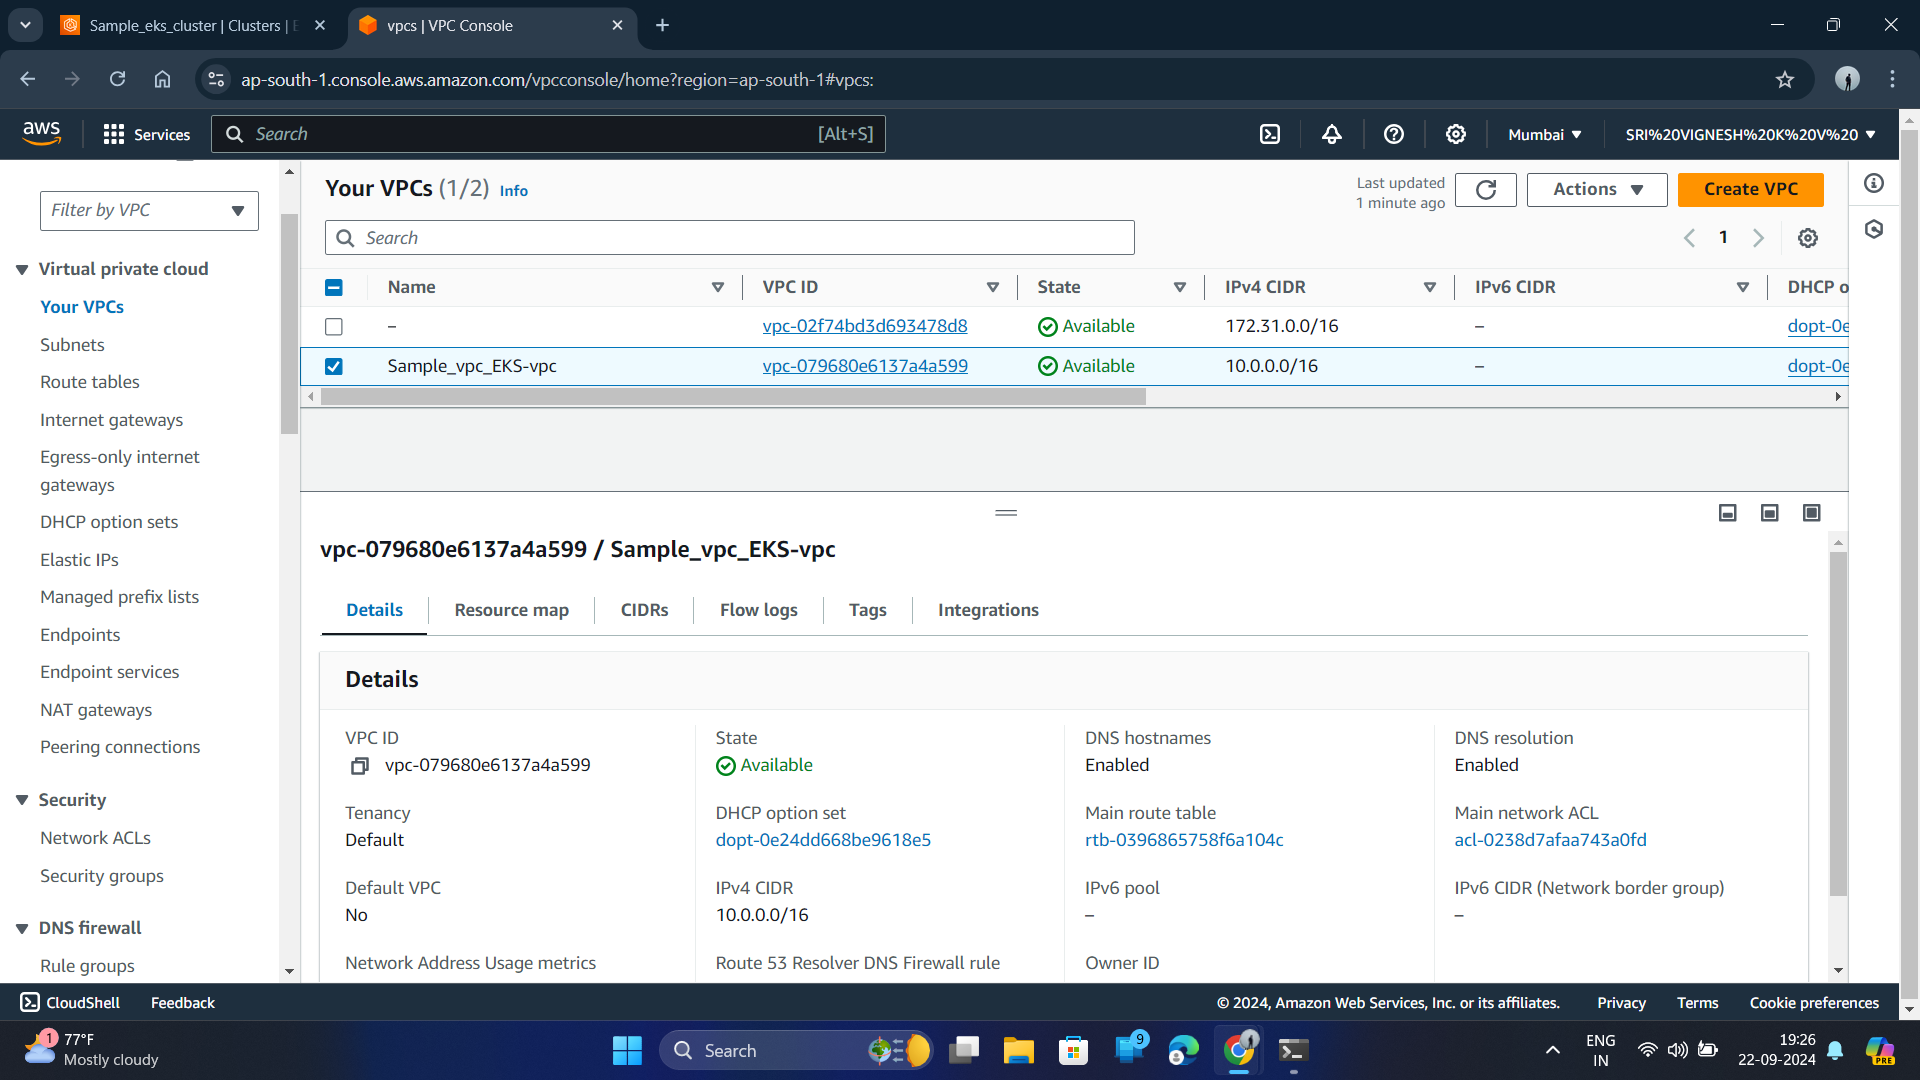 Sample_eks_cluster | Clusters | E
vpcs | VPC Console
ap-south-1.console.aws.amazon.com/vpcconsole/home?region=ap-south-1#vpcs:
aws
Services
Search
[Alt+S]
Mumbai
SRI%20VIGNESH%20K%20V%20
Filter by VPC
Virtual private cloud
Your VPCs
Subnets
Route tables
Internet gateways
Egress-only internet
gateways
DHCP option sets
Elastic IPs
Managed prefix lists
Endpoints
Endpoint services
NAT gateways
Peering connections
Security
Network ACLs
Security groups
DNS firewall
Rule groups
Your VPCs (1/2) Info
Last updated
1 minute ago
Actions
Create VPC
Search
1
Name VPC ID State IPv4 CIDR IPv6 CIDR DHCP o
– vpc-02f74bd3d693478d8 Available 172.31.0.0/16 – dopt-0e
Sample_vpc_EKS-vpc vpc-079680e6137a4a599 Available 10.0.0.0/16 – dopt-0e
vpc-079680e6137a4a599 / Sample_vpc_EKS-vpc
Details Resource map CIDRs Flow logs Tags Integrations
Details
VPC ID
vpc-079680e6137a4a599
State
Available
DNS hostnames
Enabled
DNS resolution
Enabled
Tenancy
Default
DHCP option set
dopt-0e24dd668be9618e5
Main route table
rtb-0396865758f6a104c
Main network ACL
acl-0238d7afaa743a0fd
Default VPC
No
IPv4 CIDR
10.0.0.0/16
IPv6 pool
–
IPv6 CIDR (Network border group)
–
Network Address Usage metrics
Route 53 Resolver DNS Firewall rule
Owner ID
CloudShell
Feedback
© 2024, Amazon Web Services, Inc. or its affiliates.
Privacy
Terms
Cookie preferences
1
77°F
Mostly cloudy
Search
9
PRE
ENG
IN
19:26
22-09-2024